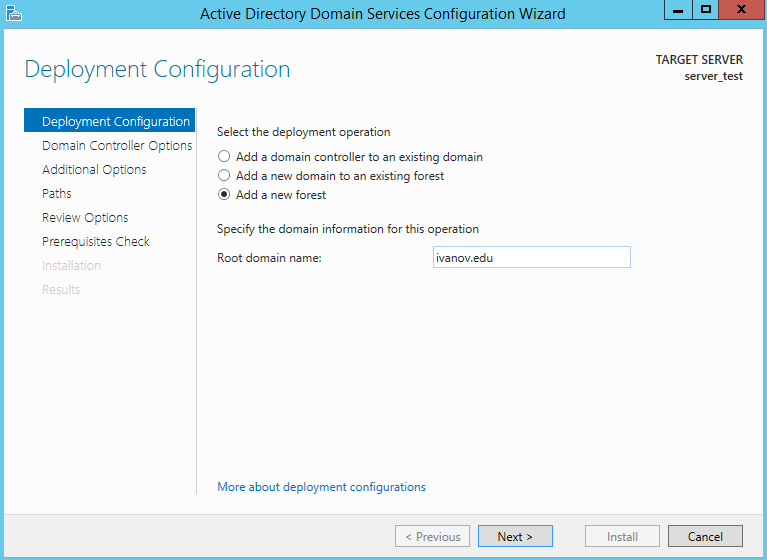 Active Directory Domain Services Configuration Wizard
Deployment Configuration
TARGET SERVER
server_test
Deployment Configuration
Domain Controller Options
Additional Options
Paths
Review Options
Prerequisites Check
Installation
Results
Select the deployment operation
Add a domain controller to an existing domain
Add a new domain to an existing forest
Add a new forest
Specify the domain information for this operation
Root domain name: ivanov.edu
More about deployment configurations
< Previous Next > Install Cancel